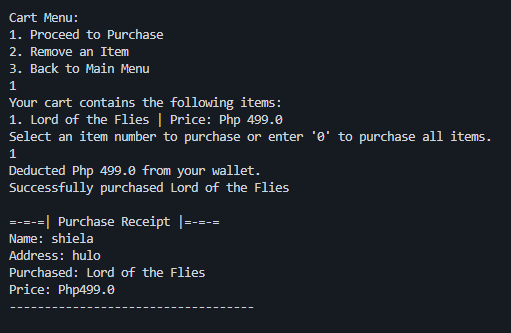 Cart Menu:
1. Proceed to Purchase
2. Remove an Item
3. Back to Main Menu
1
Your cart contains the following items:
1. Lord of the Flies | Price: Php 499.0
Select an item number to purchase or enter '0' to purchase all items.
1
Deducted Php 499.0 from your wallet.
Successfully purchased Lord of the Flies

=-=-=| Purchase Receipt |=-=-=
Name: shiela
Address: hulo
Purchased: Lord of the Flies
Price: Php499.0
-----------------------------------